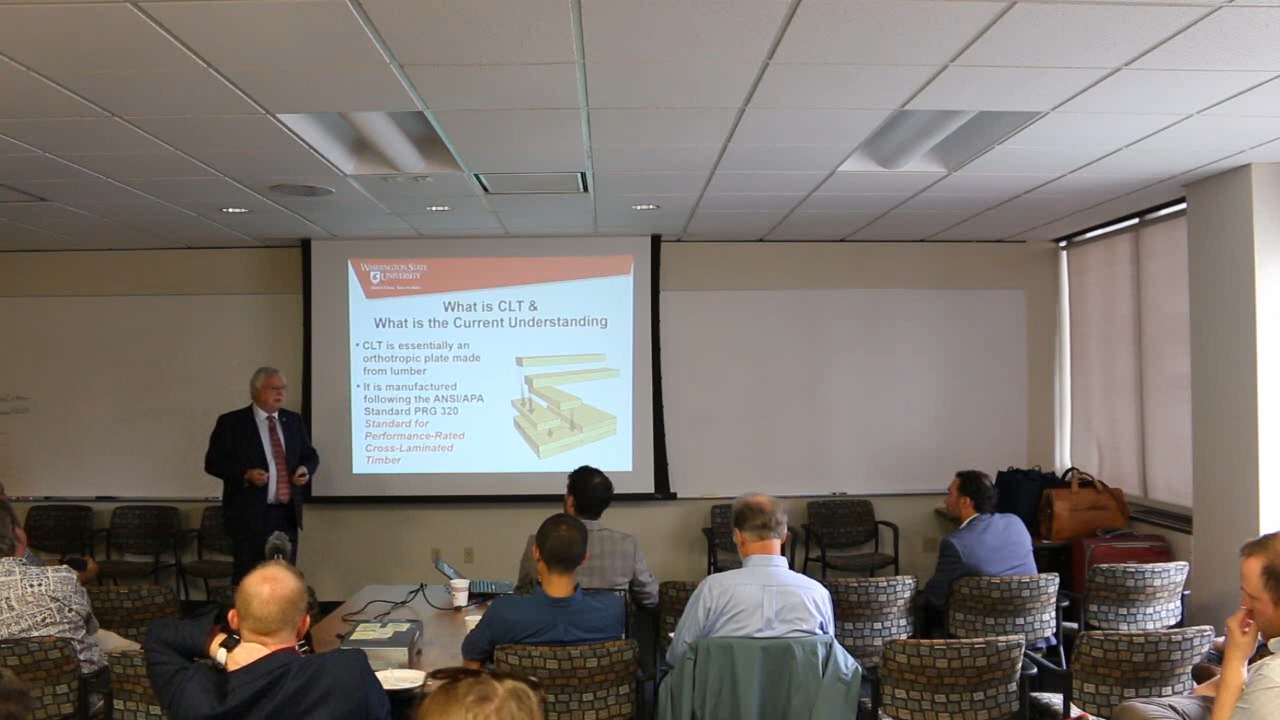 WASHINGTON STATE
UNIVERSITY
What is CLT &
What is the Current Understanding
• CLT is essentially an
orthotropic plate made
from lumber
• It is manufactured
following the ANSI/APA
Standard PRG 320
Standard for
Performance-Rated
Cross-Laminated
Timber